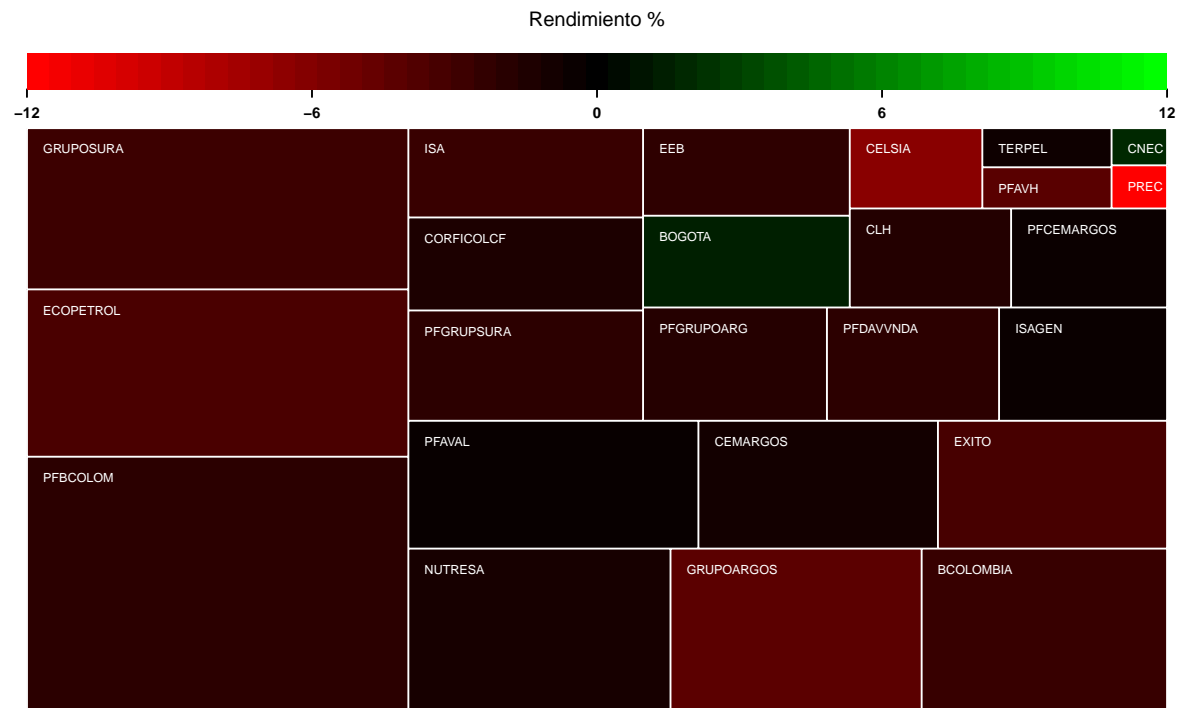 Rendimiento %
−12 −6 0 6 12
GRUPOSURA
ISA
EEB
CELSIA
TERPEL
CNEC
PFAVH
PREC
CORFICOLCF
BOGOTA
CLH
PFCEMARGOS
ECOPETROL
PFGRUPSURA
PFGRUPOARG
PFDAVVNDA
ISAGEN
PFAVAL
CEMARGOS
EXITO
PFBCOLOM
NUTRESA
GRUPOARGOS
BCOLOMBIA